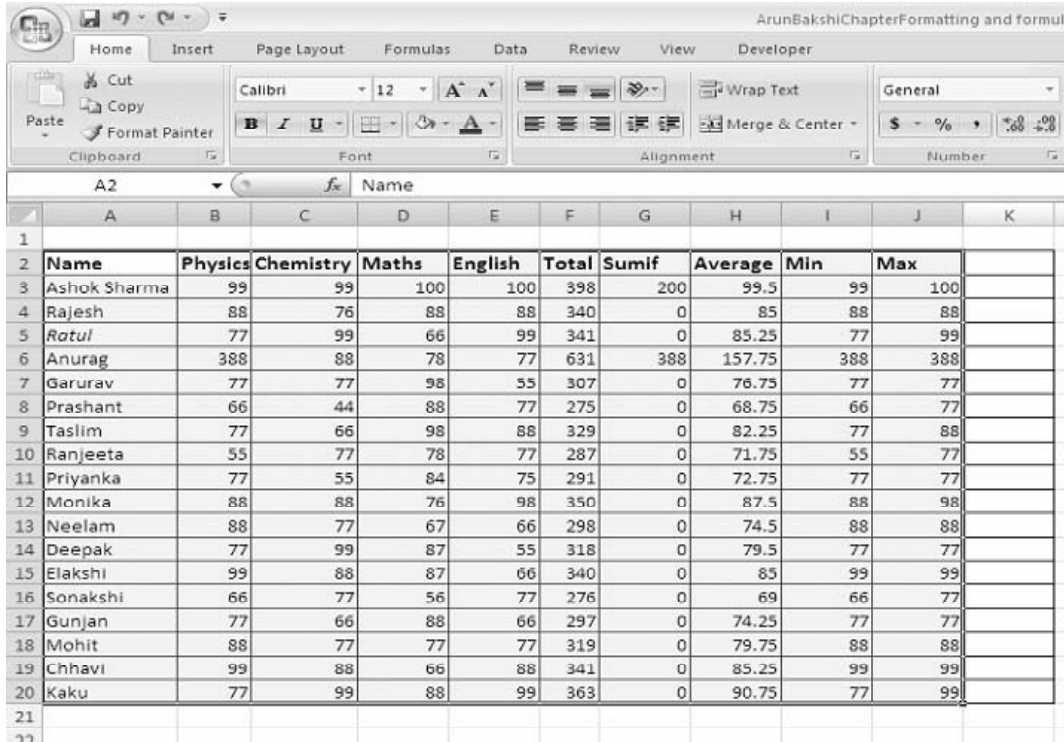 ArunBakshiChapterFormatting and formul
Home Insert Page Layout Formulas Data Review View Developer
Cut
Copy
Format Painter
Paste
Calibri 12
B I U
Wrap Text
Merge & Center
General
$ %
Clipboard Font Alignment Number
A2 fx Name
A B C D E F G H I J K
1
2 Name Physics Chemistry Maths English Total Sumif Average Min Max
3 Ashok Sharma 99 99 100 100 398 200 99.5 99 100
4 Rajesh 88 76 88 88 340 0 85 88 88
5 Ratul 77 99 66 99 341 0 85.25 77 99
6 Anurag 388 88 78 77 631 388 157.75 388 388
7 Garurav 77 77 98 55 307 0 76.75 77 77
8 Prashant 66 44 88 77 275 0 68.75 66 77
9 Taslim 77 66 98 88 329 0 82.25 77 88
10 Ranjeeta 55 77 78 77 287 0 71.75 55 77
11 Priyanka 77 55 84 75 291 0 72.75 77 77
12 Monika 88 88 76 98 350 0 87.5 88 98
13 Neelam 88 77 67 66 298 0 74.5 88 88
14 Deepak 77 99 87 55 318 0 79.5 77 77
15 Elakshi 99 88 87 66 340 0 85 99 99
16 Sonakshi 66 77 56 77 276 0 69 66 77
17 Gunjan 77 66 88 66 297 0 74.25 77 77
18 Mohit 88 77 77 77 319 0 79.75 88 88
19 Chhavi 99 88 66 88 341 0 85.25 99 99
20 Kaku 77 99 88 99 363 0 90.75 77 99
21